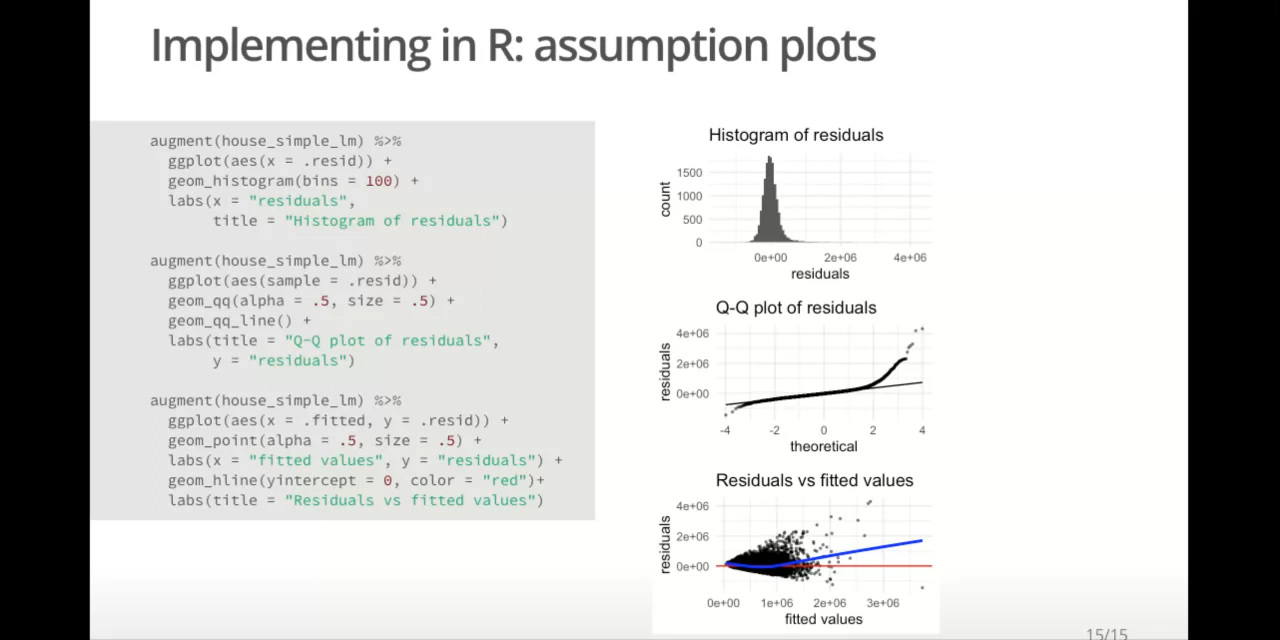 Implementing in R: assumption plots
augment(house_simple_lm) %>%
ggplot(aes(x = .resid)) +
geom_histogram(bins = 100) +
labs(x = "residuals",
title = "Histogram of residuals")
augment(house_simple_lm) %>%
ggplot(aes(sample = .resid)) +
geom_qq(alpha = .5, size = .5) +
geom_qq_line() +
labs(title = "Q-Q plot of residuals",
y = "residuals")
augment(house_simple_lm) %>%
ggplot(aes(x = .fitted, y = .resid)) +
geom_point(alpha = .5, size = .5) +
labs(x = "fitted values", y = "residuals") +
geom_hline(yintercept = 0, color = "red")+
labs(title = "Residuals vs fitted values")
Histogram of residuals
count
1500
1000
500
0
0e+00 2e+06 4e+06
residuals
Q-Q plot of residuals
residuals
4e+06
2e+06
0e+00
-4 -2 0 2 4
theoretical
Residuals vs fitted values
residuals
4e+06
2e+06
0e+00
0e+00 1e+06 2e+06 3e+06
fitted values
15/15